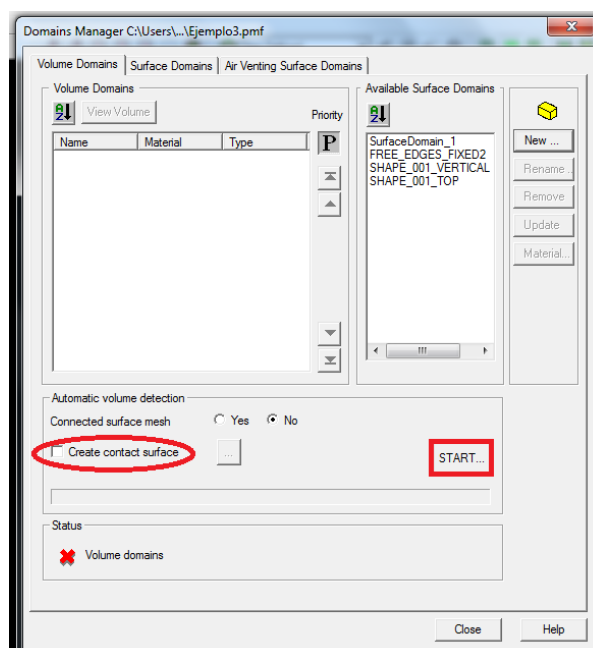 Domains Manager C:\Users\...\Ejemplo3.pmf
Volume Domains Surface Domains Air Venting Surface Domains
Volume Domains
View Volume
Priority
Name Material Type
P
Available Surface Domains
SurfaceDomain_1
FREE_EDGES_FIXED2
SHAPE_001_VERTICAL
SHAPE_001_TOP
New ...
Rename ..
Remove
Update
Material...
Automatic volume detection
Connected surface mesh Yes No
Create contact surface ... START...
Status
Volume domains
Close Help